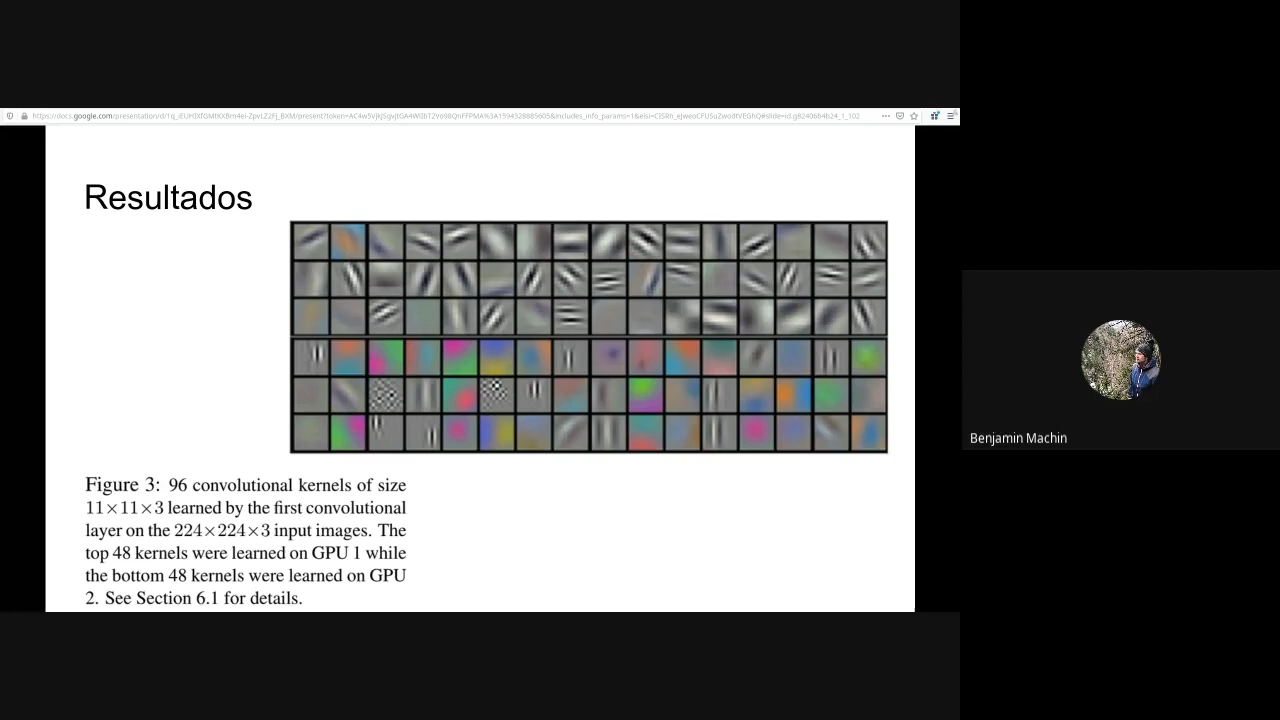 Resultados
Figure 3: 96 convolutional kernels of size
11×11×3 learned by the first convolutional
layer on the 224×224×3 input images. The
top 48 kernels were learned on GPU 1 while
the bottom 48 kernels were learned on GPU
2. See Section 6.1 for details.
Benjamin Machin